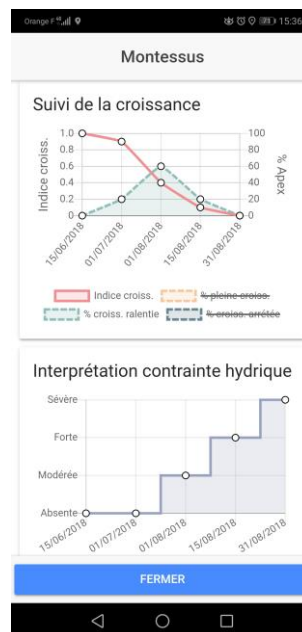 Orange F 15:36
Montessus
Suivi de la croissance
Indice croiss.
1.0
0.8
0.6
0.4
0.2
0
100
80
60
40
20
0
% Apex
15/06/2018
01/07/2018
01/08/2018
15/08/2018
31/08/2018
Indice croiss. % pleine croiss.
% croiss. ralentie % croiss. arrêtée
Interprétation contrainte hydrique
Sévère
Forte
Modérée
Absente
15/06/2018
01/07/2018
01/08/2018
15/08/2018
31/08/2018
FERMER